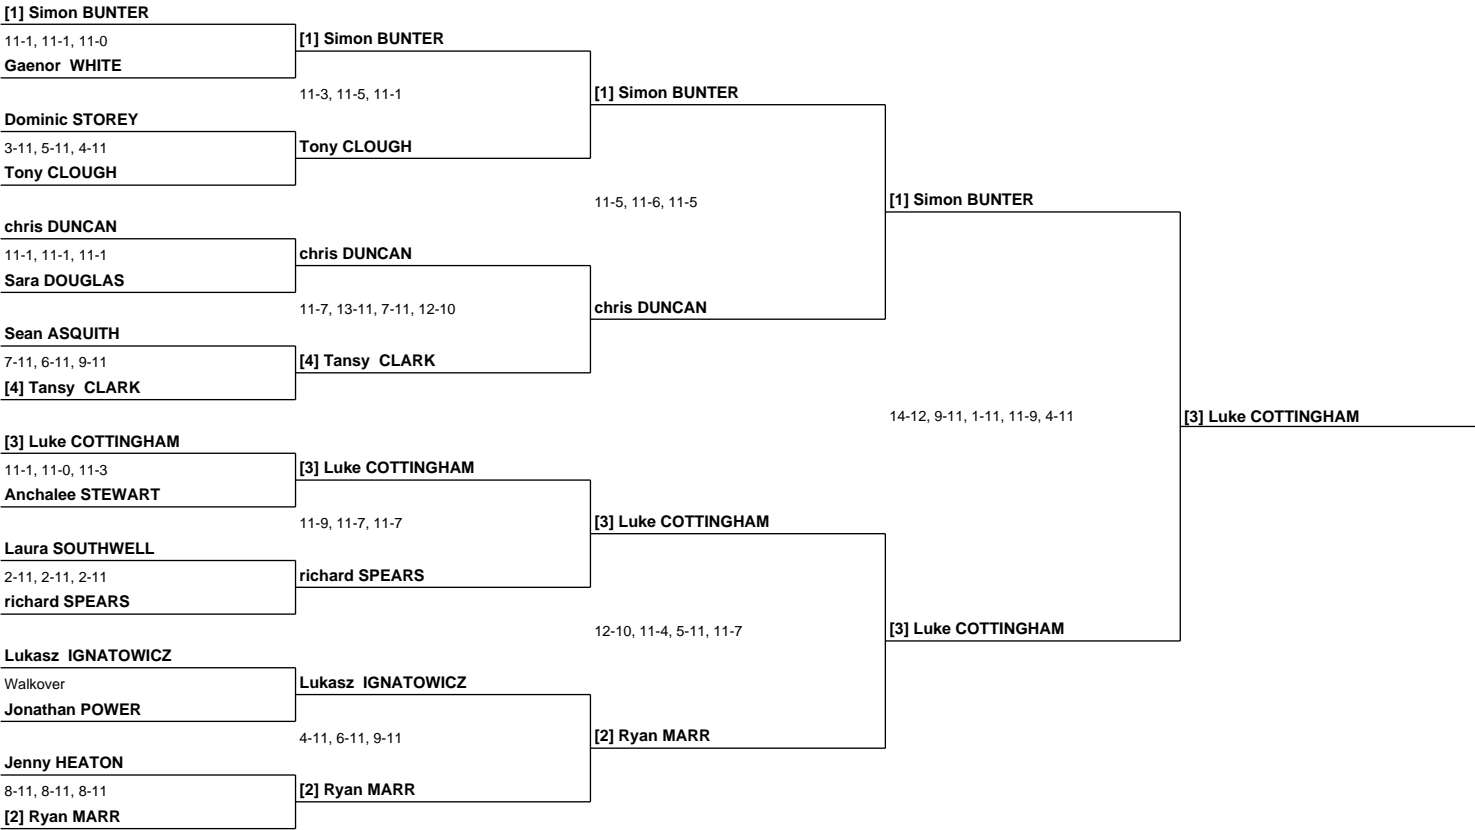 [1] Simon BUNTER
11-1, 11-1, 11-0
Gaenor WHITE
Dominic STOREY
3-11, 5-11, 4-11
Tony CLOUGH
chris DUNCAN
11-1, 11-1, 11-1
Sara DOUGLAS
Sean ASQUITH
7-11, 6-11, 9-11
[4] Tansy CLARK
[3] Luke COTTINGHAM
11-1, 11-0, 11-3
Anchalee STEWART
Laura SOUTHWELL
2-11, 2-11, 2-11
richard SPEARS
Lukasz IGNATOWICZ
Walkover
Jonathan POWER
Jenny HEATON
8-11, 8-11, 8-11
[2] Ryan MARR
[1] Simon BUNTER
11-3, 11-5, 11-1
Tony CLOUGH
chris DUNCAN
11-7, 13-11, 7-11, 12-10
[4] Tansy CLARK
[3] Luke COTTINGHAM
11-9, 11-7, 11-7
richard SPEARS
Lukasz IGNATOWICZ
4-11, 6-11, 9-11
[2] Ryan MARR
[1] Simon BUNTER
11-5, 11-6, 11-5
chris DUNCAN
[3] Luke COTTINGHAM
12-10, 11-4, 5-11, 11-7
[2] Ryan MARR
[1] Simon BUNTER
14-12, 9-11, 1-11, 11-9, 4-11
[3] Luke COTTINGHAM
[3] Luke COTTINGHAM